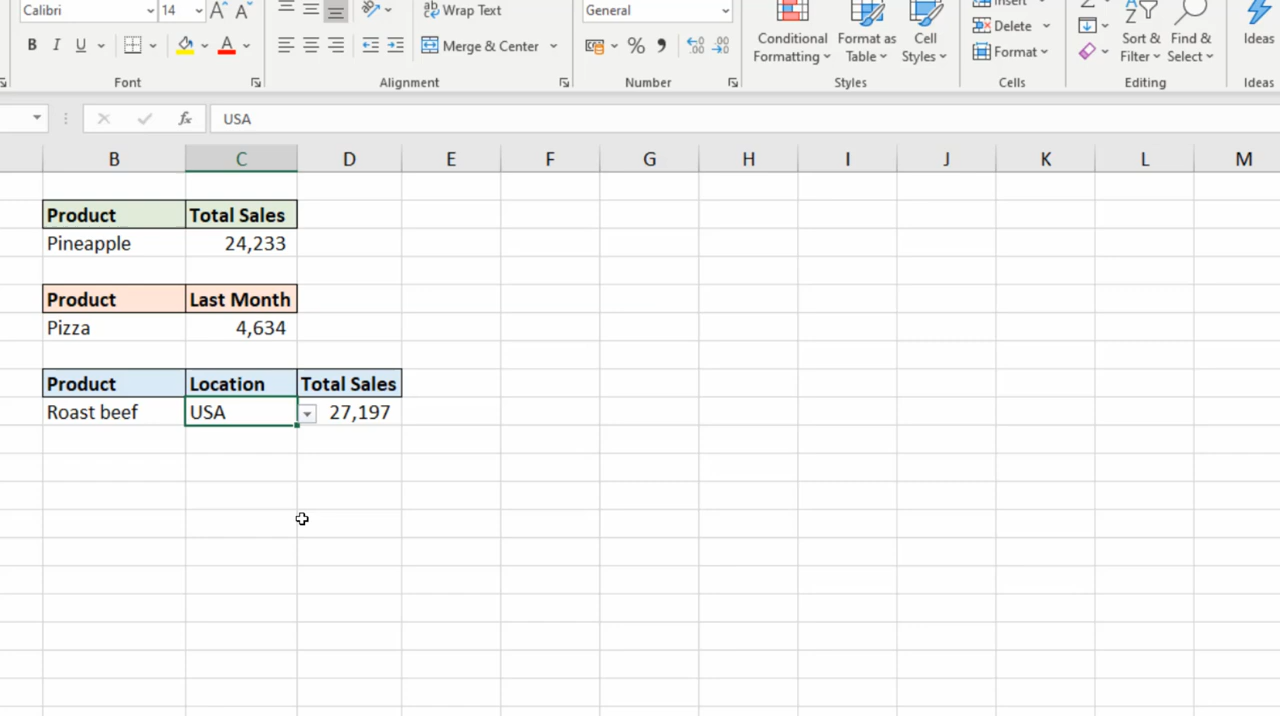 Calibri 14 A A Wrap Text General Insert
B I U A Merge & Center % , Conditional Formatting Format as Table Cell Styles Delete Format Sort & Filter Find & Select Ideas
Font Alignment Number Styles Cells Editing Ideas
fx USA
B C D E F G H I J K L M
Product Total Sales
Pineapple 24,233
Product Last Month
Pizza 4,634
Product Location Total Sales
Roast beef USA 27,197